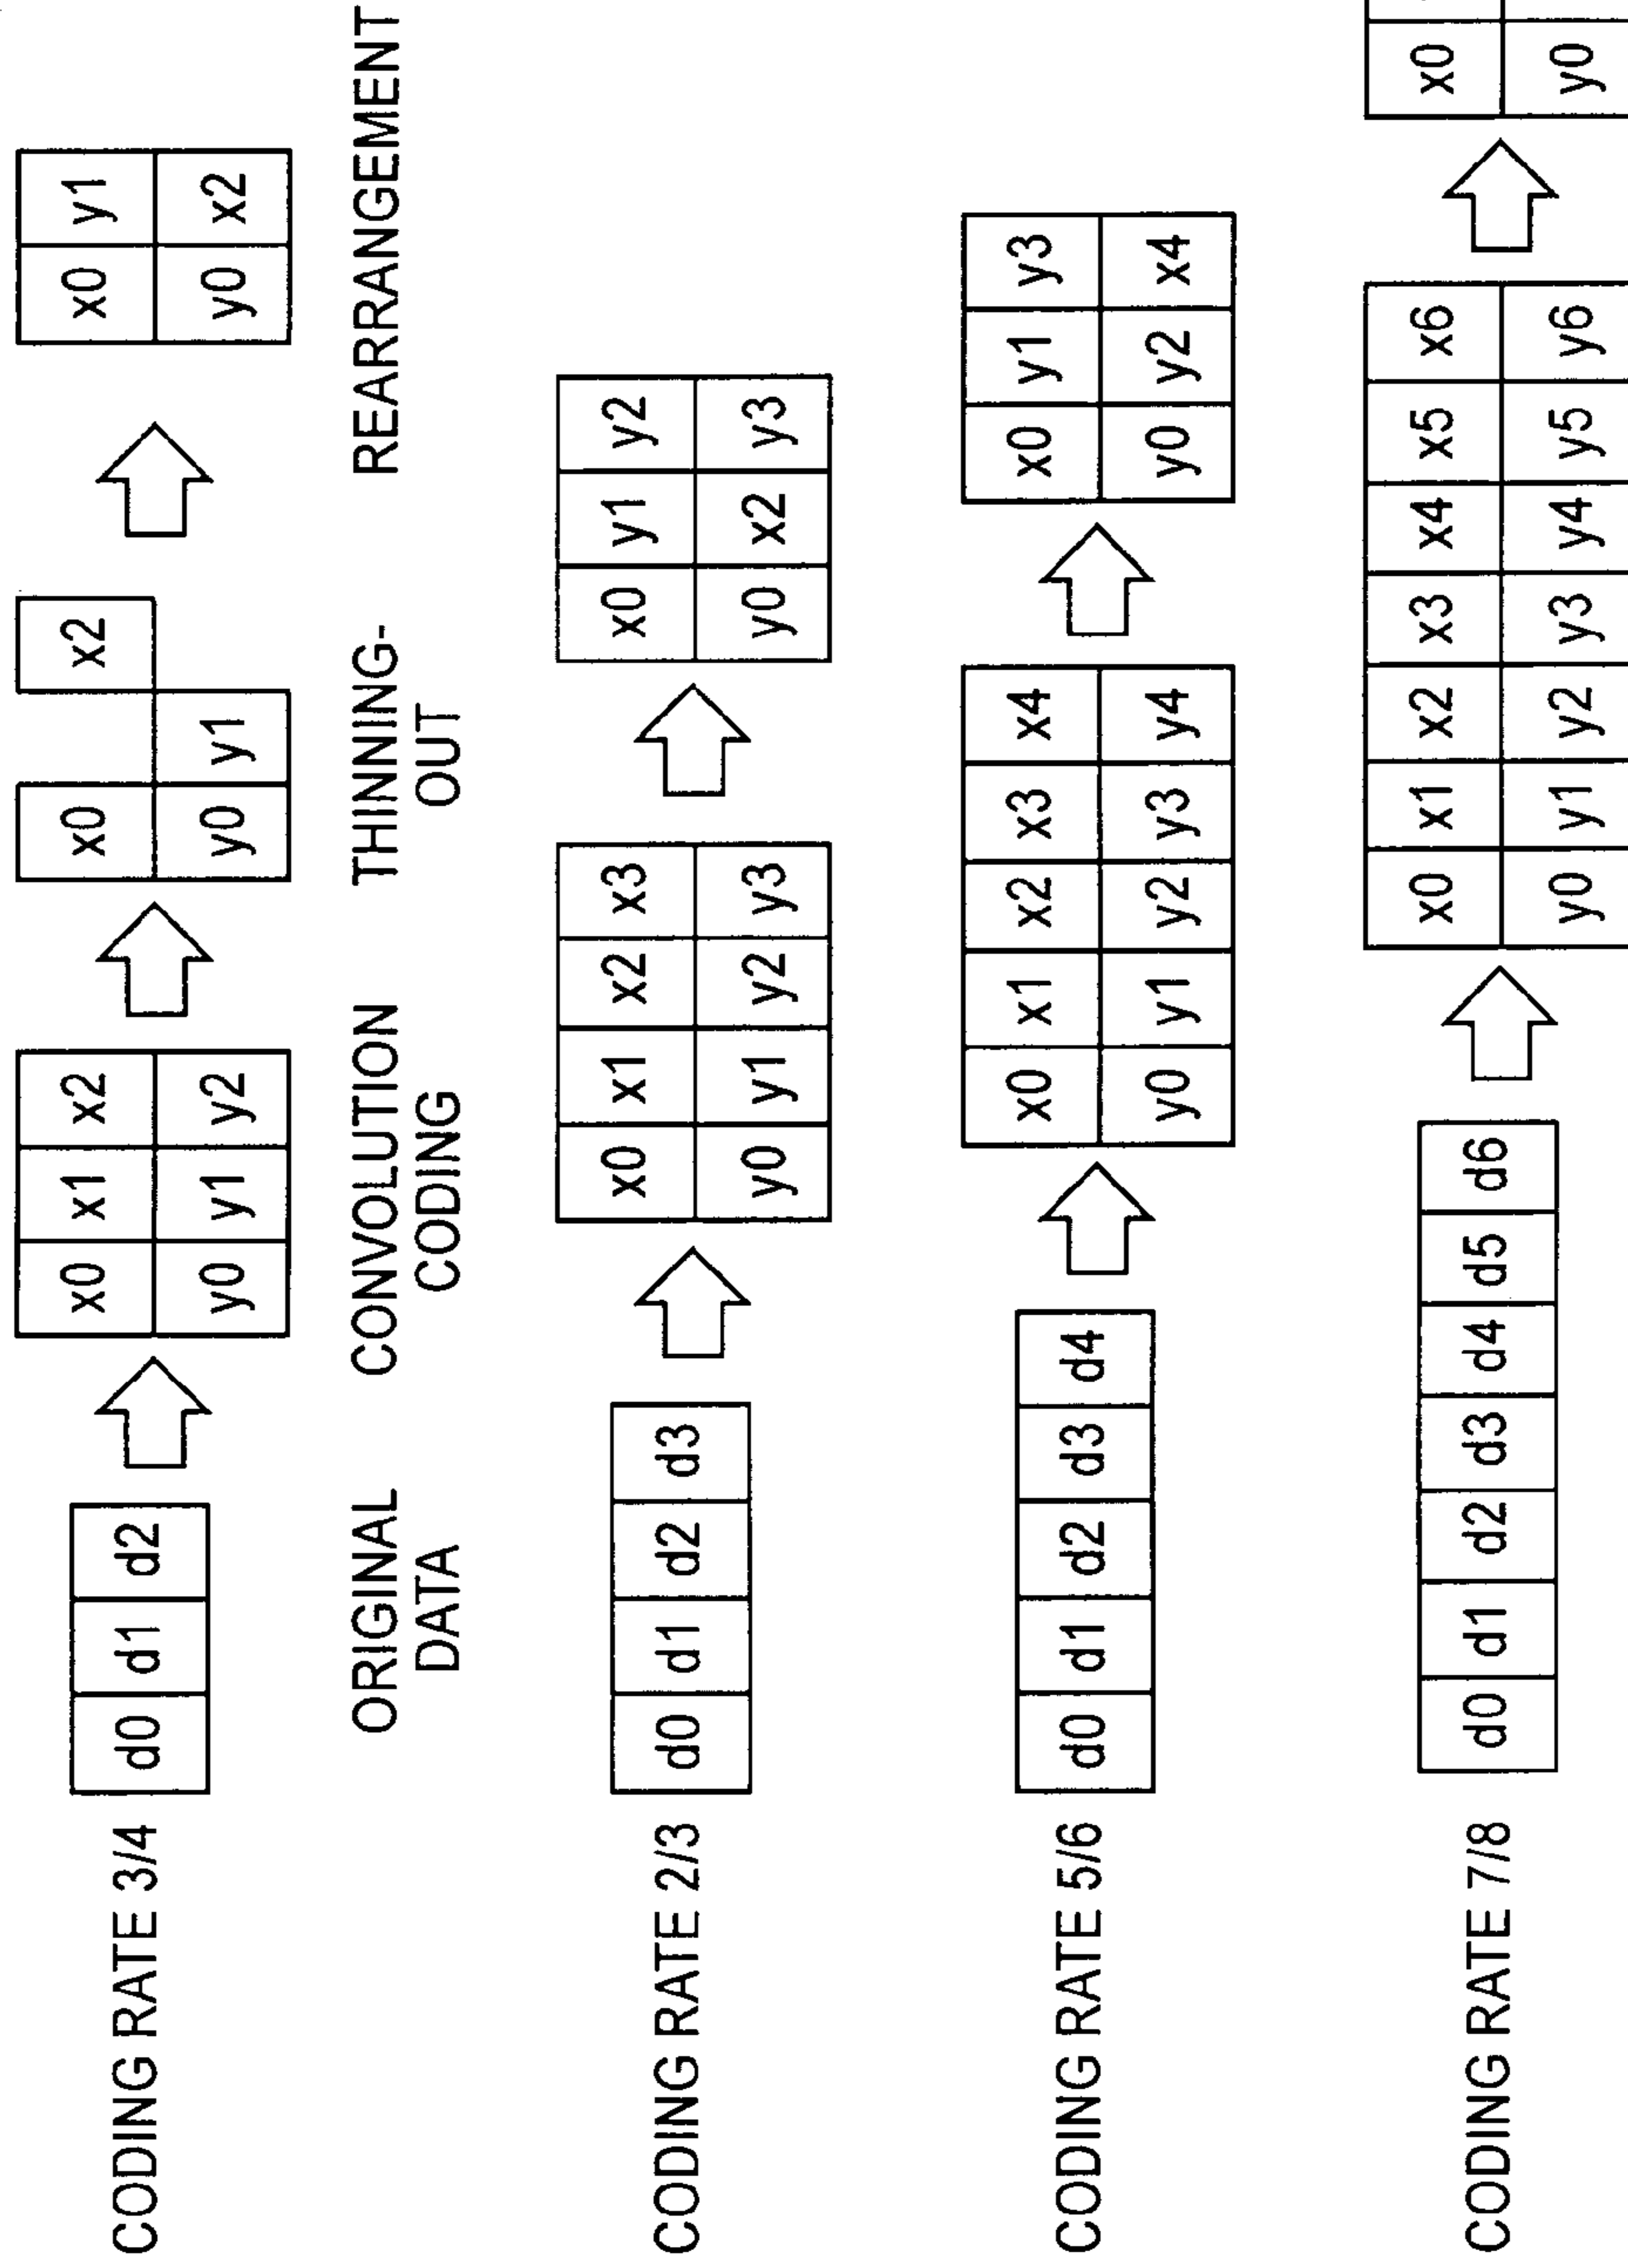 CODING RATE 3/4
d0 d1 d2
x0 x1 x2
y0 y1 y2
x0 x2
y0 y1
x0 y1
y0 x2
ORIGINAL
DATA
CONVOLUTION
CODING
THINNING-
OUT
REARRANGEMENT
CODING RATE 2/3
d0 d1 d2 d3
x0 x1 x2 x3
y0 y1 y2 y3
x0 y1 y2
y0 x2 y3
CODING RATE 5/6
d0 d1 d2 d3 d4
x0 x1 x2 x3 x4
y0 y1 y2 y3 y4
x0 y1 y3
y0 y2 x4
CODING RATE 7/8
d0 d1 d2 d3 d4 d5 d6
x0 x1 x2 x3 x4 x5 x6
y0 y1 y2 y3 y4 y5 y6
x0
y0